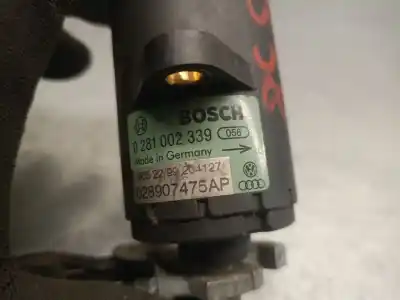 BOSCH
0 281 002 339 056
Made in Germany
028907475AP